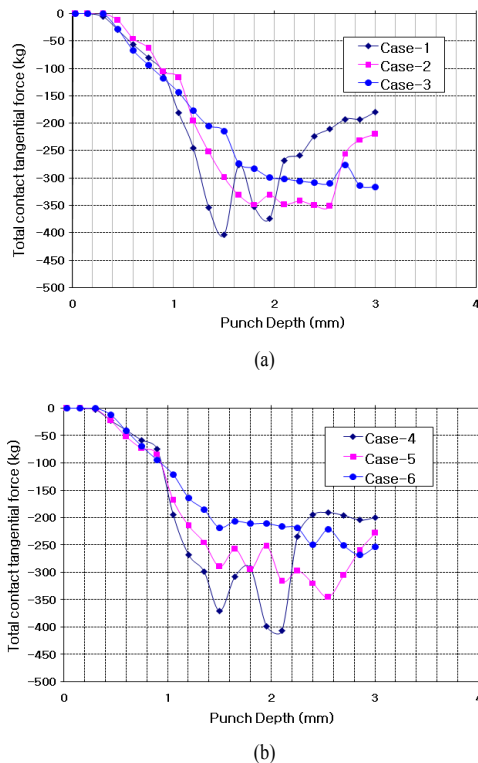 0
-50
-100
-150
-200
-250
-300
-350
-400
-450
-500
Total contact tangential force (kg)
Case-1
Case-2
Case-3
0 1 2 3 4
Punch Depth (mm)
(a)
0
-50
-100
-150
-200
-250
-300
-350
-400
-450
-500
Total contact tangential force (kg)
Case-4
Case-5
Case-6
0 1 2 3 4
Punch Depth (mm)
(b)